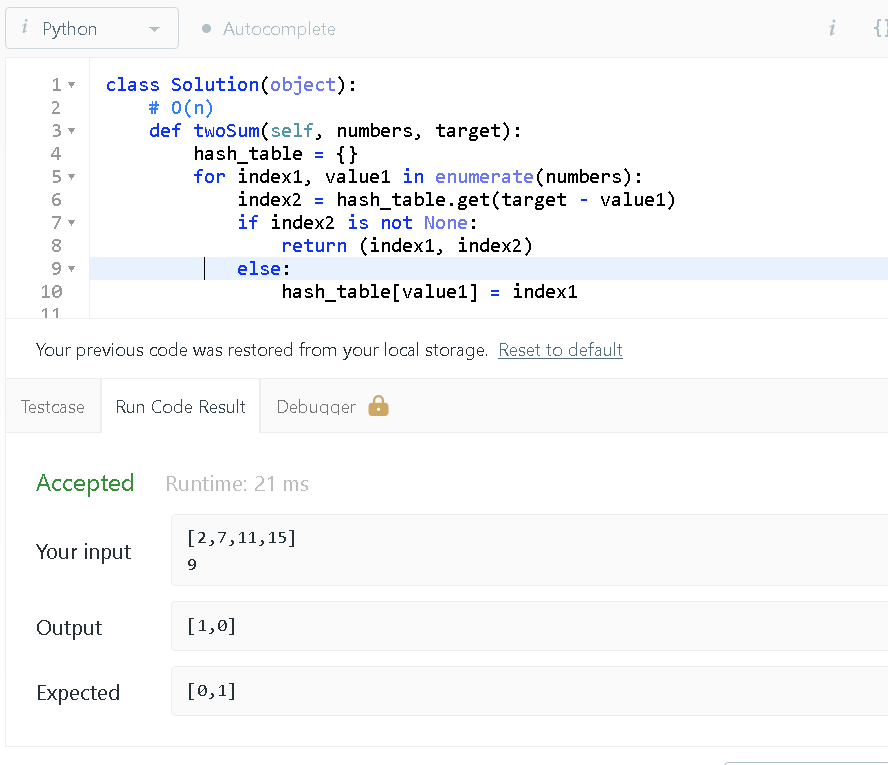 i Python
Autocomplete
i {}
1 class Solution(object):
2     # O(n)
3     def twoSum(self, numbers, target):
4         hash_table = {}
5         for index1, value1 in enumerate(numbers):
6             index2 = hash_table.get(target - value1)
7             if index2 is not None:
8                 return (index1, index2)
9             else:
10                 hash_table[value1] = index1
11
Your previous code was restored from your local storage. Reset to default
Testcase Run Code Result Debugger
Accepted Runtime: 21 ms
Your input
[2,7,11,15]
9
Output [1,0]
Expected [0,1]